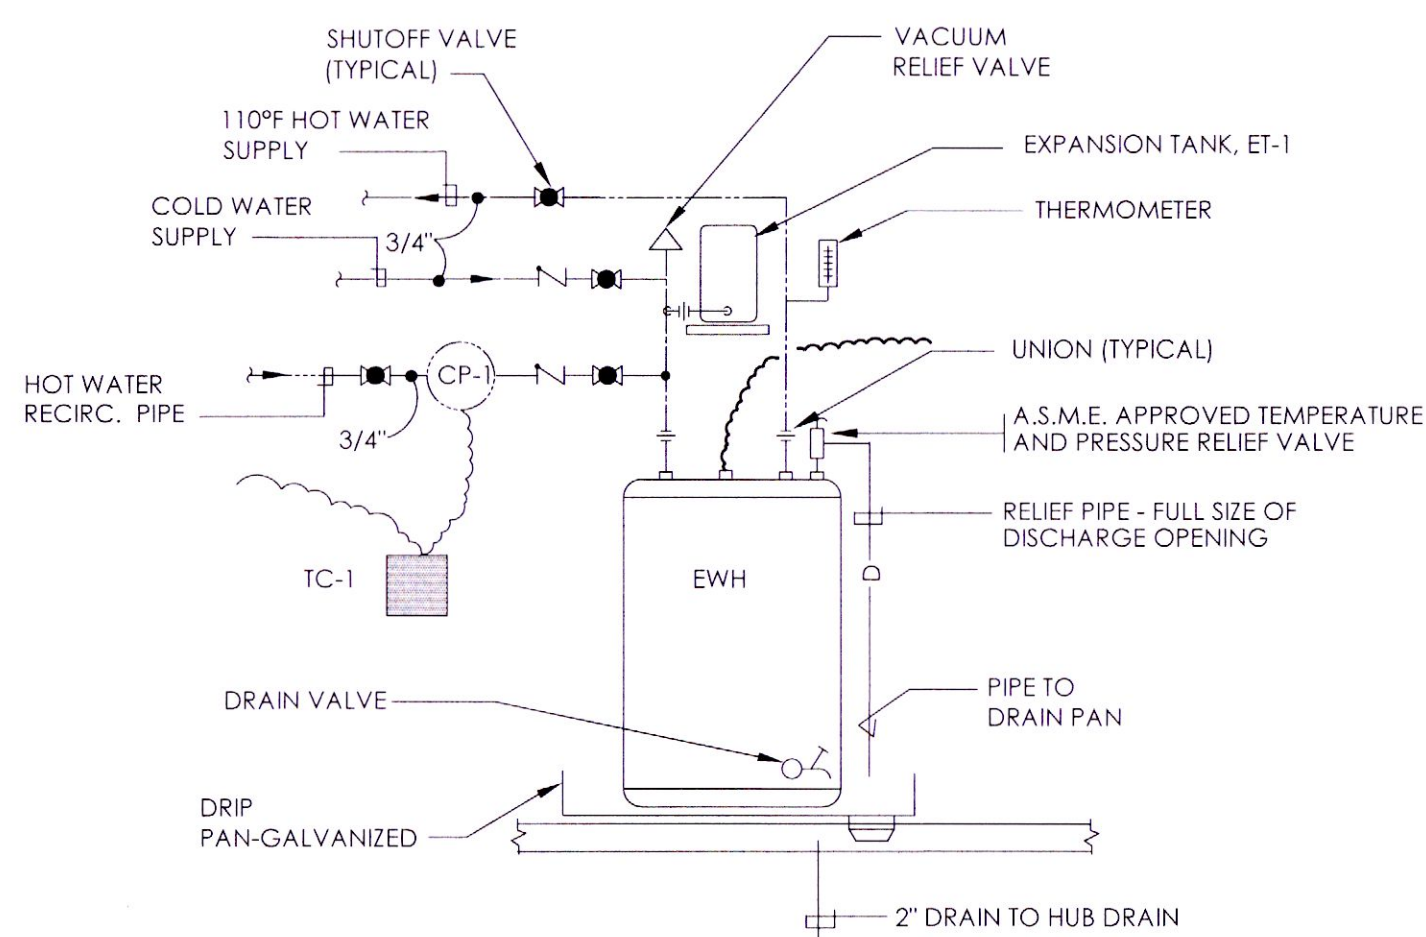 SHUTOFF VALVE
(TYPICAL)
VACUUM
RELIEF VALVE
110°F HOT WATER
SUPPLY
EXPANSION TANK, ET-1
COLD WATER
SUPPLY
THERMOMETER
3/4"
UNION (TYPICAL)
HOT WATER
RECIRC. PIPE
CP-1
3/4"
A.S.M.E. APPROVED TEMPERATURE
AND PRESSURE RELIEF VALVE
RELIEF PIPE - FULL SIZE OF
DISCHARGE OPENING
TC-1
EWH
D
DRAIN VALVE
PIPE TO
DRAIN PAN
DRIP
PAN-GALVANIZED
2" DRAIN TO HUB DRAIN